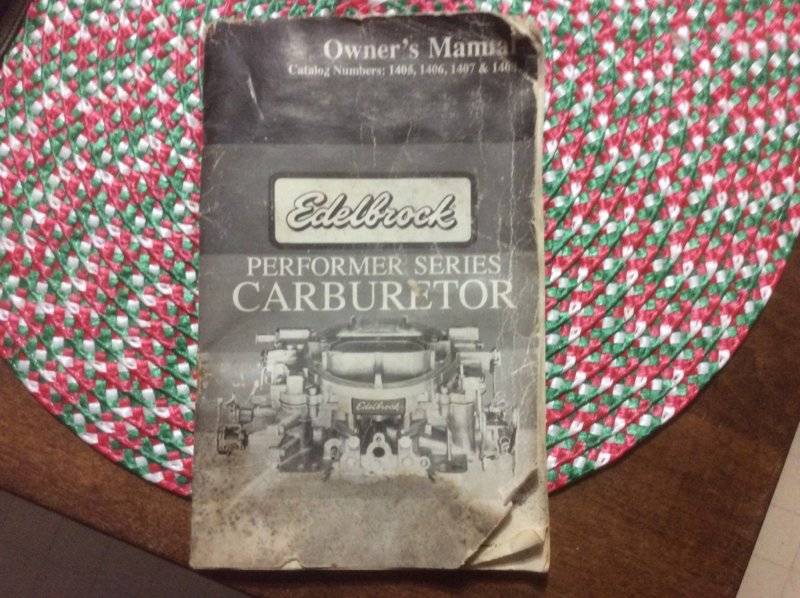 Owner's Manual
Catalog Numbers: 1405, 1406, 1407 &
Edelbrock
PERFORMER SERIES
CARBURETOR
Edelbrock